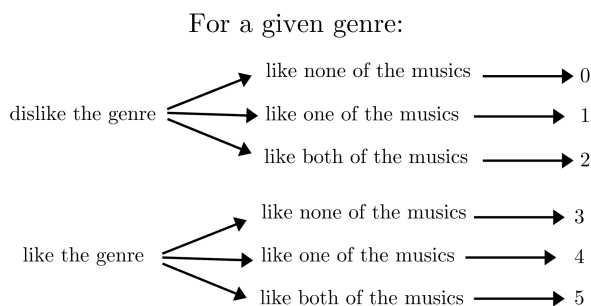 For a given genre:
like none of the musics 0
dislike the genre like one of the musics 1
like both of the musics 2
like none of the musics 3
like the genre like one of the musics 4
like both of the musics 5